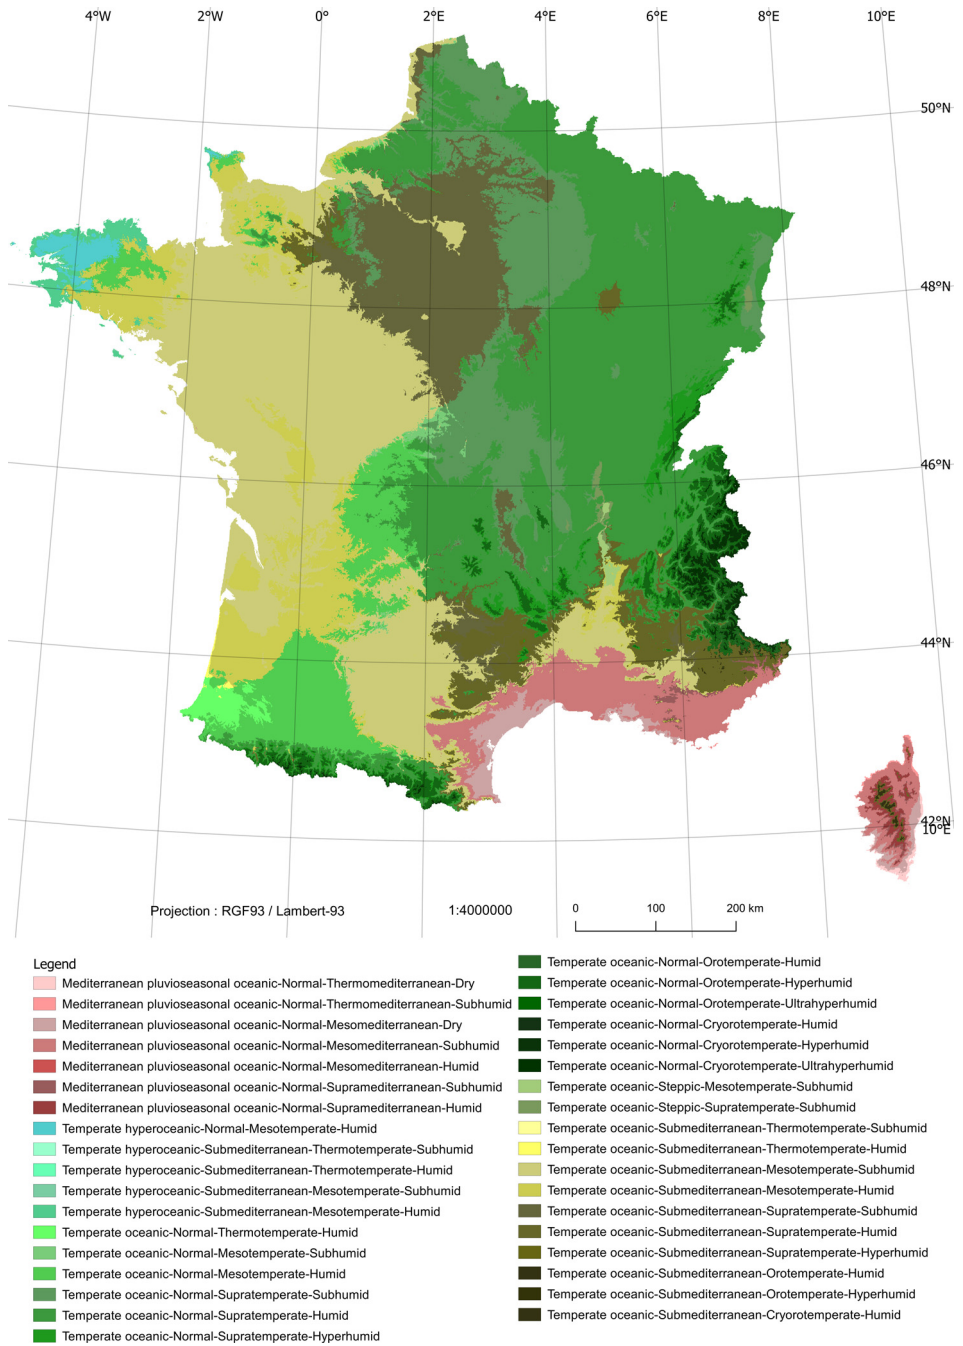 4°W 2°W 0° 2°E 4°E 6°E 8°E 10°E
50°N
48°N
46°N
44°N
42°N
10°E
Projection : RGF93 / Lambert-93 1:4000000 0 100 200 km
Legend
Mediterranean pluvioseasonal oceanic-Normal-Thermomediterranean-Dry
Mediterranean pluvioseasonal oceanic-Normal-Thermomediterranean-Subhumid
Mediterranean pluvioseasonal oceanic-Normal-Mesomediterranean-Dry
Mediterranean pluvioseasonal oceanic-Normal-Mesomediterranean-Subhumid
Mediterranean pluvioseasonal oceanic-Normal-Mesomediterranean-Humid
Mediterranean pluvioseasonal oceanic-Normal-Supramediterranean-Subhumid
Mediterranean pluvioseasonal oceanic-Normal-Supramediterranean-Humid
Temperate hyperoceanic-Normal-Mesotemperate-Humid
Temperate hyperoceanic-Submediterranean-Thermotemperate-Subhumid
Temperate hyperoceanic-Submediterranean-Thermotemperate-Humid
Temperate hyperoceanic-Submediterranean-Mesotemperate-Subhumid
Temperate hyperoceanic-Submediterranean-Mesotemperate-Humid
Temperate oceanic-Normal-Thermotemperate-Humid
Temperate oceanic-Normal-Mesotemperate-Subhumid
Temperate oceanic-Normal-Mesotemperate-Humid
Temperate oceanic-Normal-Supratemperate-Subhumid
Temperate oceanic-Normal-Supratemperate-Humid
Temperate oceanic-Normal-Supratemperate-Hyperhumid
Temperate oceanic-Normal-Orotemperate-Humid
Temperate oceanic-Normal-Orotemperate-Hyperhumid
Temperate oceanic-Normal-Orotemperate-Ultrahyperhumid
Temperate oceanic-Normal-Cryorotemperate-Humid
Temperate oceanic-Normal-Cryorotemperate-Hyperhumid
Temperate oceanic-Normal-Cryorotemperate-Ultrahyperhumid
Temperate oceanic-Steppic-Mesotemperate-Subhumid
Temperate oceanic-Steppic-Supratemperate-Subhumid
Temperate oceanic-Submediterranean-Thermotemperate-Subhumid
Temperate oceanic-Submediterranean-Thermotemperate-Humid
Temperate oceanic-Submediterranean-Mesotemperate-Subhumid
Temperate oceanic-Submediterranean-Mesotemperate-Humid
Temperate oceanic-Submediterranean-Supratemperate-Subhumid
Temperate oceanic-Submediterranean-Supratemperate-Humid
Temperate oceanic-Submediterranean-Supratemperate-Hyperhumid
Temperate oceanic-Submediterranean-Orotemperate-Humid
Temperate oceanic-Submediterranean-Orotemperate-Hyperhumid
Temperate oceanic-Submediterranean-Cryorotemperate-Humid